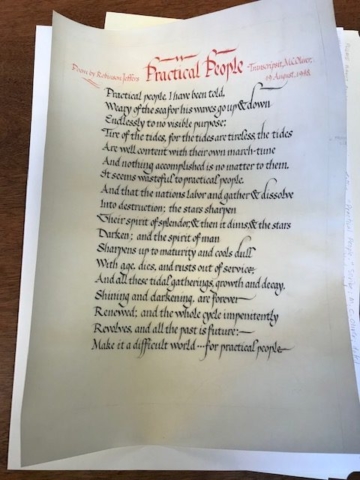 Poem by Robinson Jeffers
Practical People
19 August, 1988
Practical people, I have been told,
Weary of the sea for his waves go up & down
Endlessly to no visible purpose;
Tire of the tides, for the tides are tireless, the tides
Are well content with their own march-tune
And nothing accomplished is no matter to them.
It seems wasteful to practical people.
And that the nations labor and gather & dissolve
Into destruction; the stars sharpen
Their spirit of splendor, & then it dims, & the stars
Darken; and the spirit of man
Sharpens up to maturity and cools dull
With age, dies, and rusts out of service;
And all these tidal gatherings, growth and decay,
Shining and darkening, are forever
Renewed; and the whole cycle impenitently
Revolves, and all the past is future:—
Make it a difficult world ... for practical people—